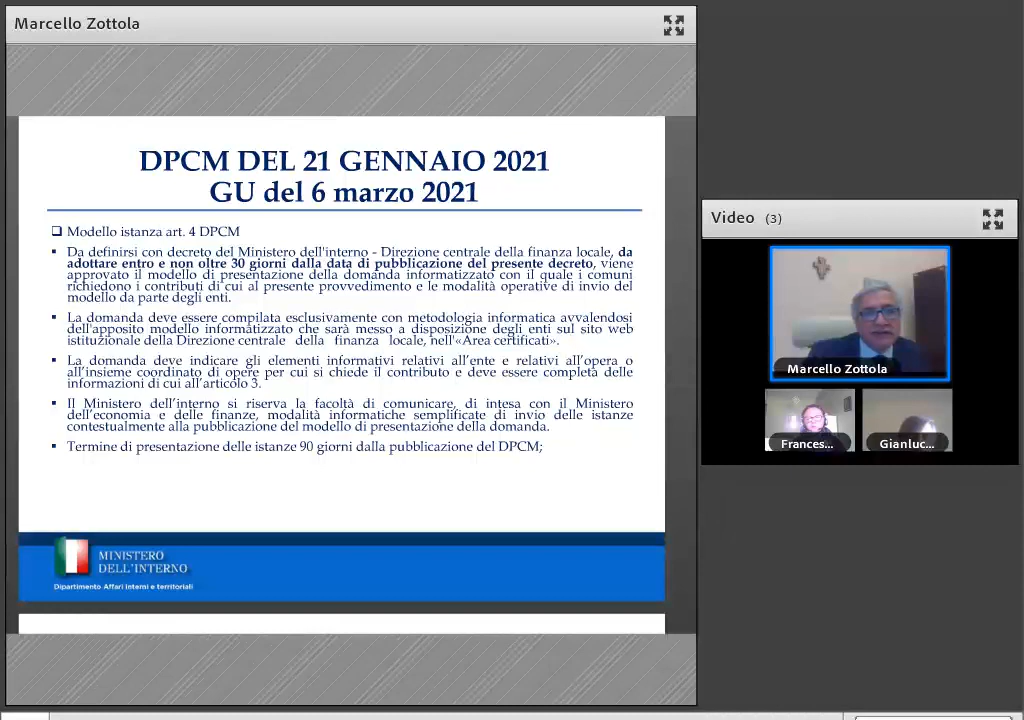 Marcello Zottola
DPCM DEL 21 GENNAIO 2021
GU del 6 marzo 2021
Modello istanza art. 4 DPCM
Da definirsi con decreto del Ministero dell'interno - Direzione centrale della finanza locale, da
adottare entro e non oltre 30 giorni dalla data di pubblicazione del presente decreto, viene
approvato il modello di presentazione della domanda informatizzato con il quale i comuni
richiedono i contributi di cui al presente provvedimento e le modalità operative di invio del
modello da parte degli enti.
La domanda deve essere compilata esclusivamente con metodologia informatica avvalendosi
dell'apposito modello informatizzato che sarà messo a disposizione degli enti sul sito web
istituzionale della Direzione centrale della finanza locale, nell'«Area certificati».
La domanda deve indicare gli elementi informativi relativi all'ente e relativi all'opera o
all'insieme coordinato di opere per cui si chiede il contributo e deve essere completa delle
informazioni di cui all'articolo 3.
Il Ministero dell'interno si riserva la facoltà di comunicare, di intesa con il Ministero
dell'economia e delle finanze, modalità informatiche semplificate di invio delle istanze
contestualmente alla pubblicazione del modello di presentazione della domanda.
Termine di presentazione delle istanze 90 giorni dalla pubblicazione del DPCM;
MINISTERO
DELL'INTERNO
Dipartimento Affari interni e territoriali
Video (3)
Marcello Zottola
Frances...
Gianluc...